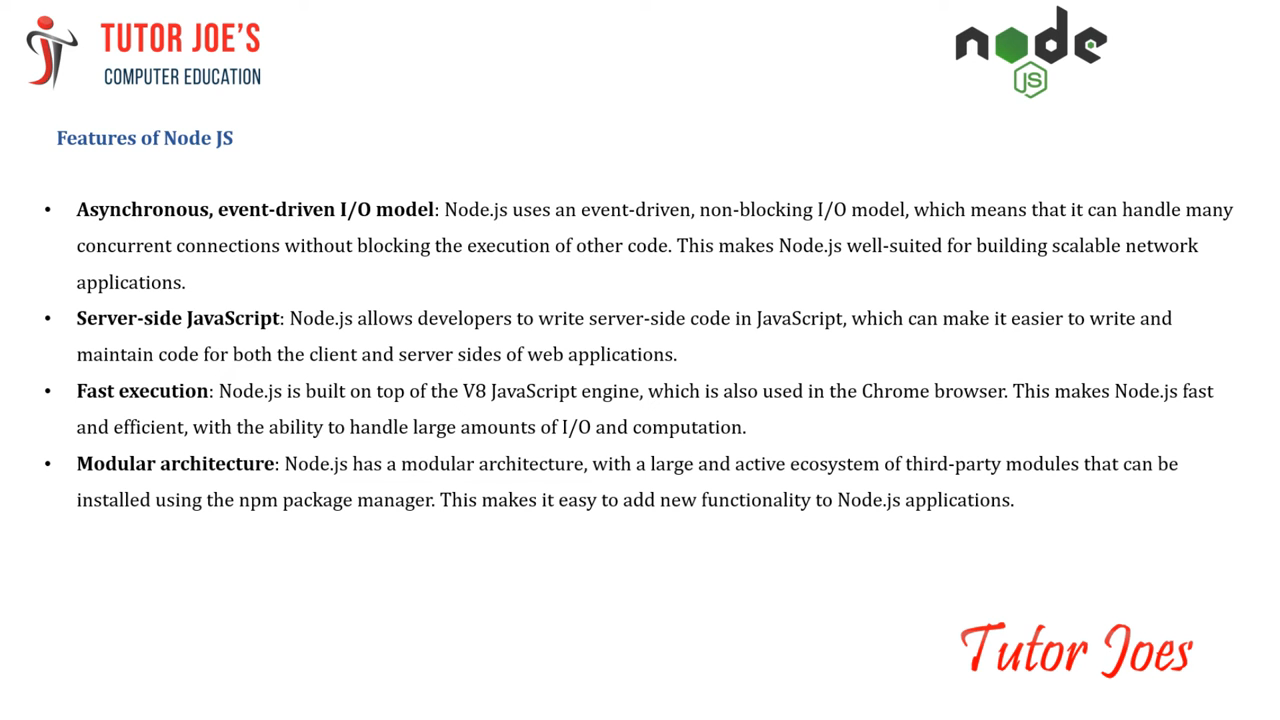 TUTOR JOE'S
COMPUTER EDUCATION
node
JS
Features of Node JS
• Asynchronous, event-driven I/O model: Node.js uses an event-driven, non-blocking I/O model, which means that it can handle many
concurrent connections without blocking the execution of other code. This makes Node.js well-suited for building scalable network
applications.
• Server-side JavaScript: Node.js allows developers to write server-side code in JavaScript, which can make it easier to write and
maintain code for both the client and server sides of web applications.
• Fast execution: Node.js is built on top of the V8 JavaScript engine, which is also used in the Chrome browser. This makes Node.js fast
and efficient, with the ability to handle large amounts of I/O and computation.
• Modular architecture: Node.js has a modular architecture, with a large and active ecosystem of third-party modules that can be
installed using the npm package manager. This makes it easy to add new functionality to Node.js applications.
Tutor Joes